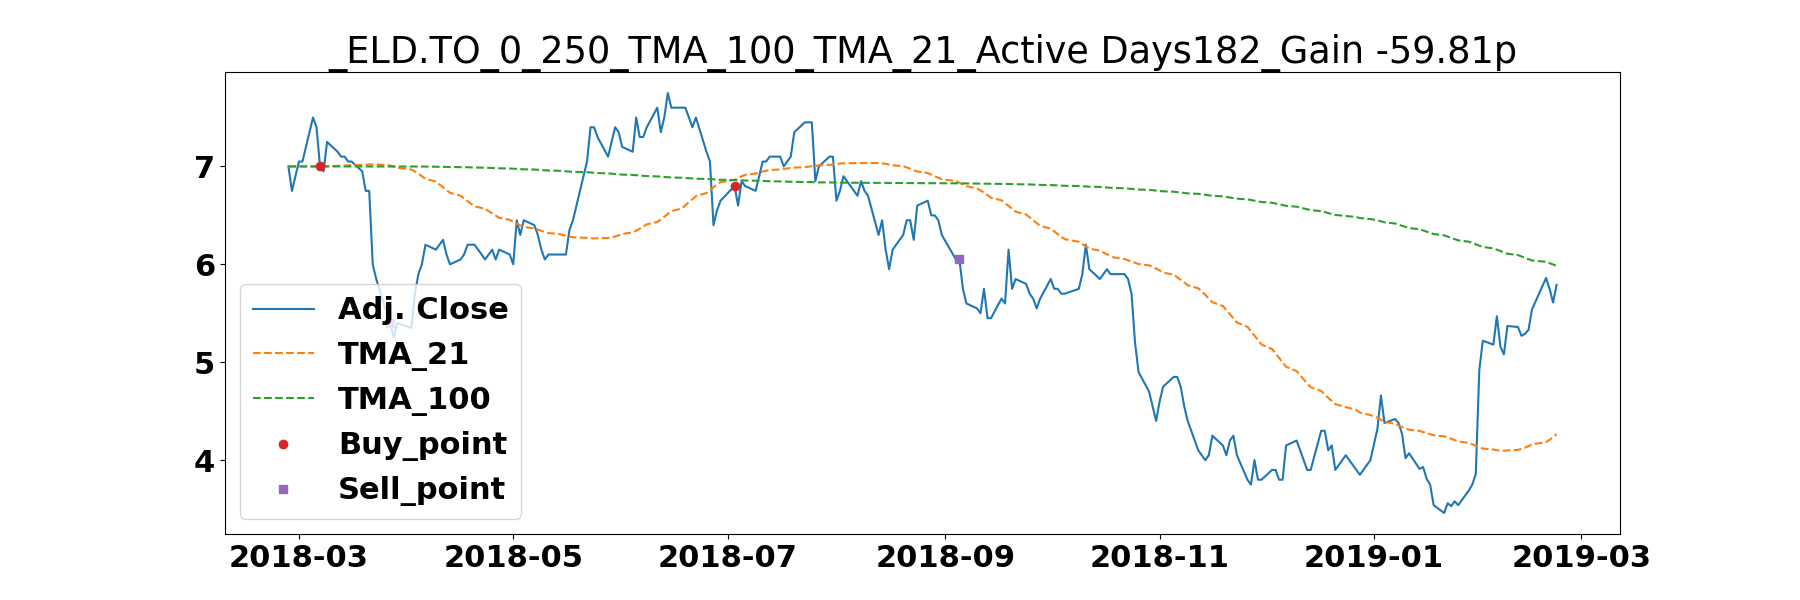 _ELD.TO_0_250_TMA_100_TMA_21_Active Days182_Gain -59.81p
7
6
5
4
Adj. Close
TMA_21
TMA_100
Buy_point
Sell_point
2018-03 2018-05 2018-07 2018-09 2018-11 2019-01 2019-03